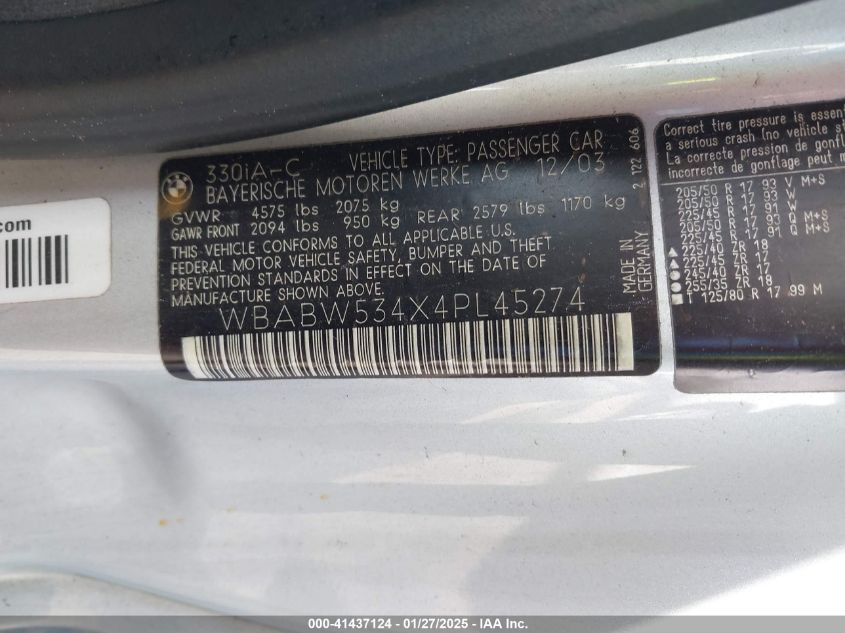 com
BMW
330iA-C VEHICLE TYPE: PASSENGER CAR
BAYERISCHE MOTOREN WERKE AG 12/03
GVWR 4575 lbs 2075 kg
GAWR FRONT 2094 lbs 950 kg REAR 2579 lbs 1170 kg
THIS VEHICLE CONFORMS TO ALL APPLICABLE U.S.
FEDERAL MOTOR VEHICLE SAFETY, BUMPER AND THEFT
PREVENTION STANDARDS IN EFFECT ON THE DATE OF
MANUFACTURE SHOWN ABOVE.
WBABW534X4PL45274
2 122 606
MADE IN
GERMANY
Correct tire pressure is essent
a serious crash (no vehicle st
La correcte pression de gonfl
incorrecte de gonflage peut m
205/50 R 17 93 V M+S
205/50 R 17 93 W
225/45 R 17 91 W
205/50 R 17 93 Q M+S
225/45 R 17 91 Q M+S
225/40 ZR 18
225/45 ZR 17
245/40 ZR 17
255/35 ZR 18
T 125/80 R 17 99 M
000-41437124 - 01/27/2025 - IAA Inc.